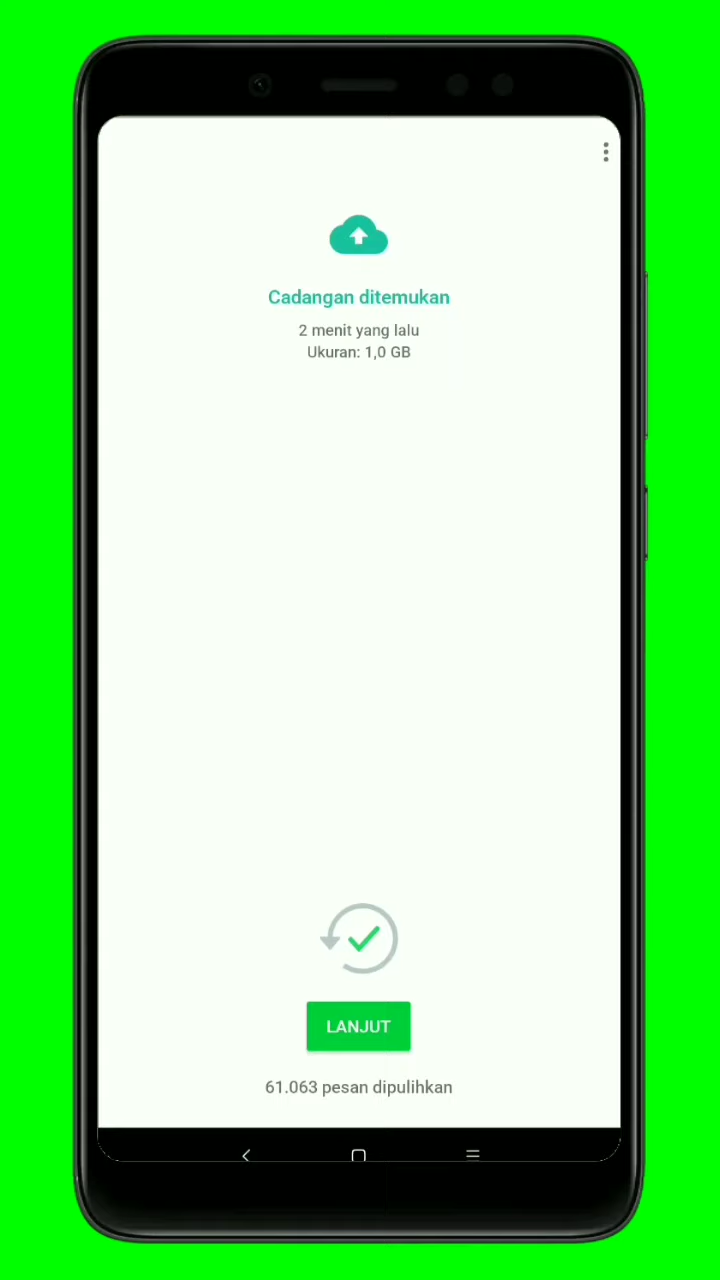 Cadangan ditemukan
2 menit yang lalu
Ukuran: 1,0 GB
LANJUT
61.063 pesan dipulihkan